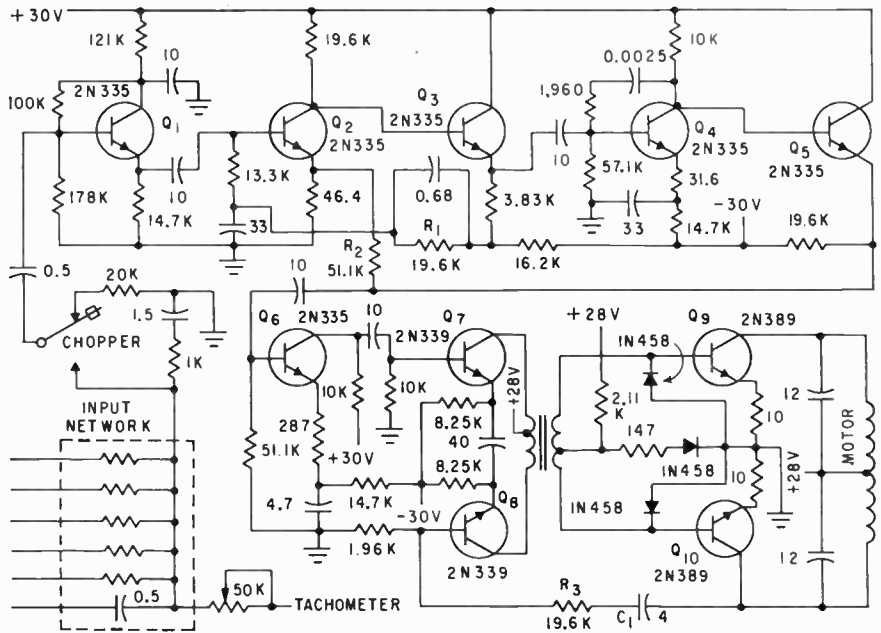 +30V
121K
10
19.6K
10K
0.0025
100K
2N335
Q1
Q2
2N335
Q3
2N335
1,960
Q4
2N335
Q5
2N335
10
13.3K
0.68
10
57.1K
31.6
178K
14.7K
33
46.4
3.83K
33
14.7K
-30V
19.6K
R1
19.6K
16.2K
R2
51.1K
0.5
20K
1.5
10
CHOPPER
1K
Q6
2N335
10
2N339
Q7
+28V
1N458
Q9
2N389
10K
10K
+28V
2.11
K
12
INPUT
NETWORK
287
8.25K
40
147
10
51.1K
+30V
8.25K
1N458
10
+28V
MOTOR
14.7K
Q8
1N458
4.7
-30V
1.96K
2N339
Q10
2N389
12
0.5
50K
TACHOMETER
R3
19.6K
C1
4